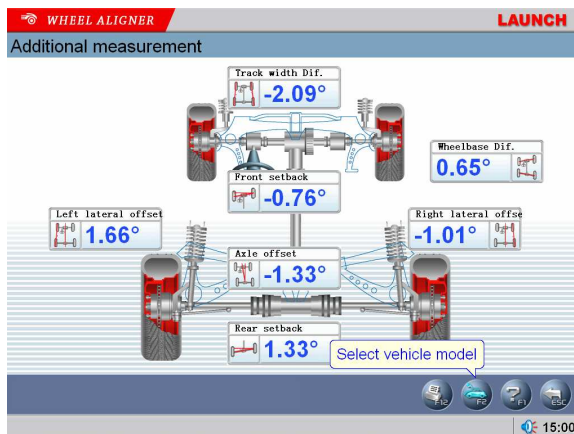 WHEEL ALIGNER
LAUNCH
Additional measurement
Track width Dif.
-2.09°
Wheelbase Dif.
0.65°
Front setback
-0.76°
Left lateral offset
1.66°
Right lateral offse
-1.01°
Axle offset
-1.33°
Rear setback
1.33°
Select vehicle model
F12
F2
F1
ESC
15:00